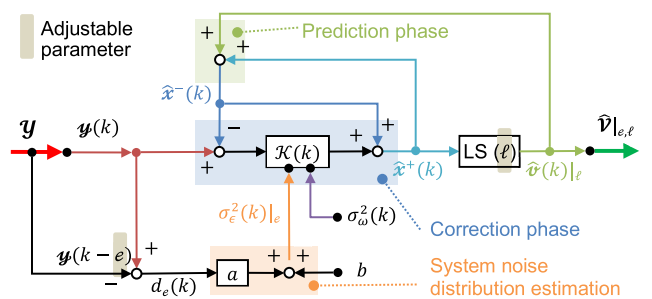 Adjustable
parameter
Prediction phase
+ +
𝓨
𝓎(k)
x̂⁻(k)
− +
+ 𝒦(k) +
LS (ℓ)
x̂⁺(k)
v̂(k)|ℓ
𝓥̂|e,ℓ
σ²ϵ(k)|e
σ²ω(k)
Correction phase
𝓎(k − e) +
−
dₑ(k)
a
+ +
b
System noise
distribution estimation